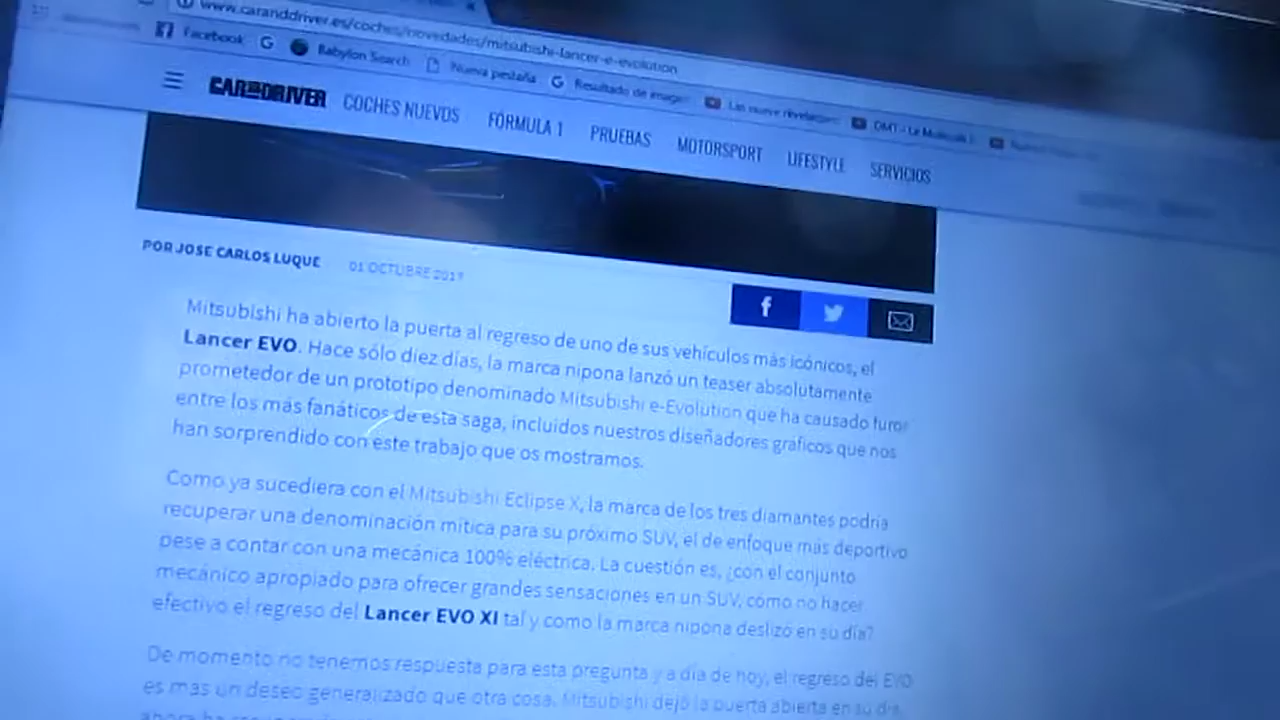 www.caranddriver.es/coches/novedades/mitsubishi-lancer-e-evolution
Facebook Babylon Search Nueva pestaña Resultado de image DMT - La Molécula
CAR AND DRIVER COCHES NUEVOS FÓRMULA 1 PRUEBAS MOTORSPORT LIFESTYLE SERVICIOS
POR JOSE CARLOS LUQUE 01 OCTUBRE 2017
Mitsubishi ha abierto la puerta al regreso de uno de sus vehículos más icónicos, el
Lancer EVO. Hace sólo diez días, la marca nipona lanzó un teaser absolutamente
prometedor de un prototipo denominado Mitsubishi e-Evolution que ha causado furor
entre los más fanáticos de esta saga, incluidos nuestros diseñadores gráficos que nos
han sorprendido con este trabajo que os mostramos.
Como ya sucediera con el Mitsubishi Eclipse X, la marca de los tres diamantes podría
recuperar una denominación mítica para su próximo SUV, el de enfoque más deportivo
pese a contar con una mecánica 100% eléctrica. La cuestión es, ¿con el conjunto
mecánico apropiado para ofrecer grandes sensaciones en un SUV, cómo no hacer
efectivo el regreso del Lancer EVO XI tal y como la marca nipona deslizó en su día?
De momento no tenemos respuesta para esta pregunta y a día de hoy, el regreso del EVO
es más un deseo generalizado que otra cosa. Mitsubishi dejó la puerta abierta en su día,